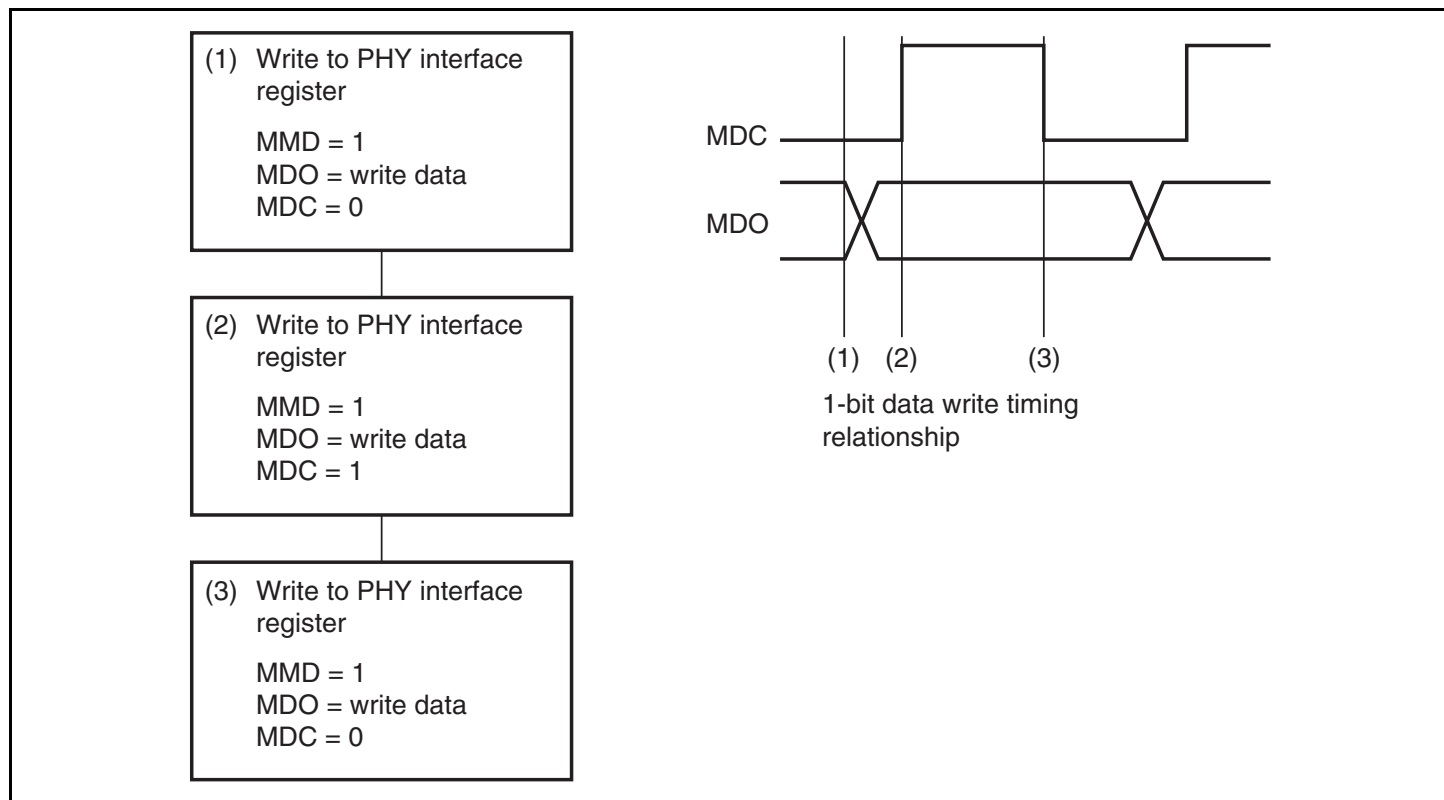 (1) Write to PHY interface
register
MMD = 1
MDO = write data
MDC = 0
(2) Write to PHY interface
register
MMD = 1
MDO = write data
MDC = 1
(3) Write to PHY interface
register
MMD = 1
MDO = write data
MDC = 0
MDC
MDO
(1) (2) (3)
1-bit data write timing
relationship